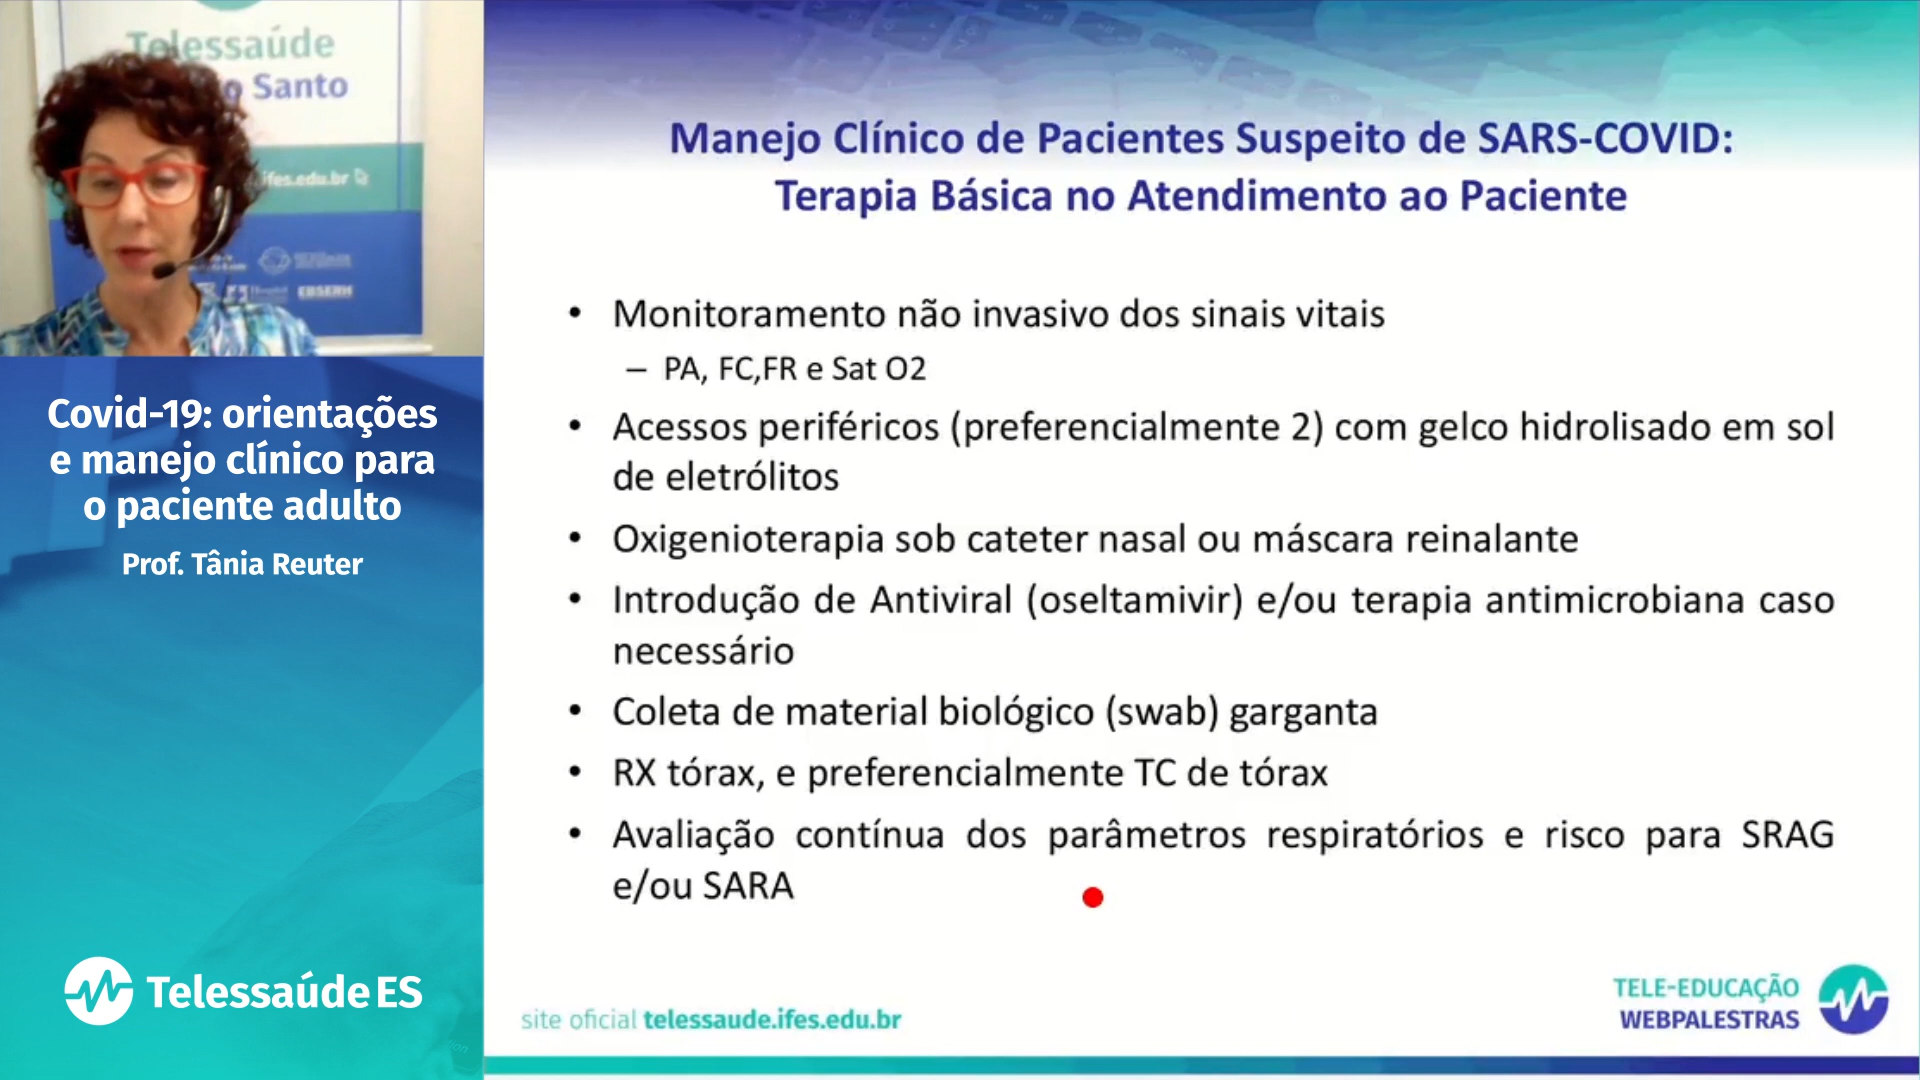 Telessaúde
o Santo
ifes.edu.br
EBSERH
Covid-19: orientações
e manejo clínico para
o paciente adulto
Prof. Tânia Reuter
TelessaúdeES
Manejo Clínico de Pacientes Suspeito de SARS-COVID:
Terapia Básica no Atendimento ao Paciente
• Monitoramento não invasivo dos sinais vitais
– PA, FC,FR e Sat O2
• Acessos periféricos (preferencialmente 2) com gelco hidrolisado em sol
de eletrólitos
• Oxigenioterapia sob cateter nasal ou máscara reinalante
• Introdução de Antiviral (oseltamivir) e/ou terapia antimicrobiana caso
necessário
• Coleta de material biológico (swab) garganta
• RX tórax, e preferencialmente TC de tórax
• Avaliação contínua dos parâmetros respiratórios e risco para SRAG
e/ou SARA
site oficial telessaude.ifes.edu.br
TELE-EDUCAÇÃO
WEBPALESTRAS